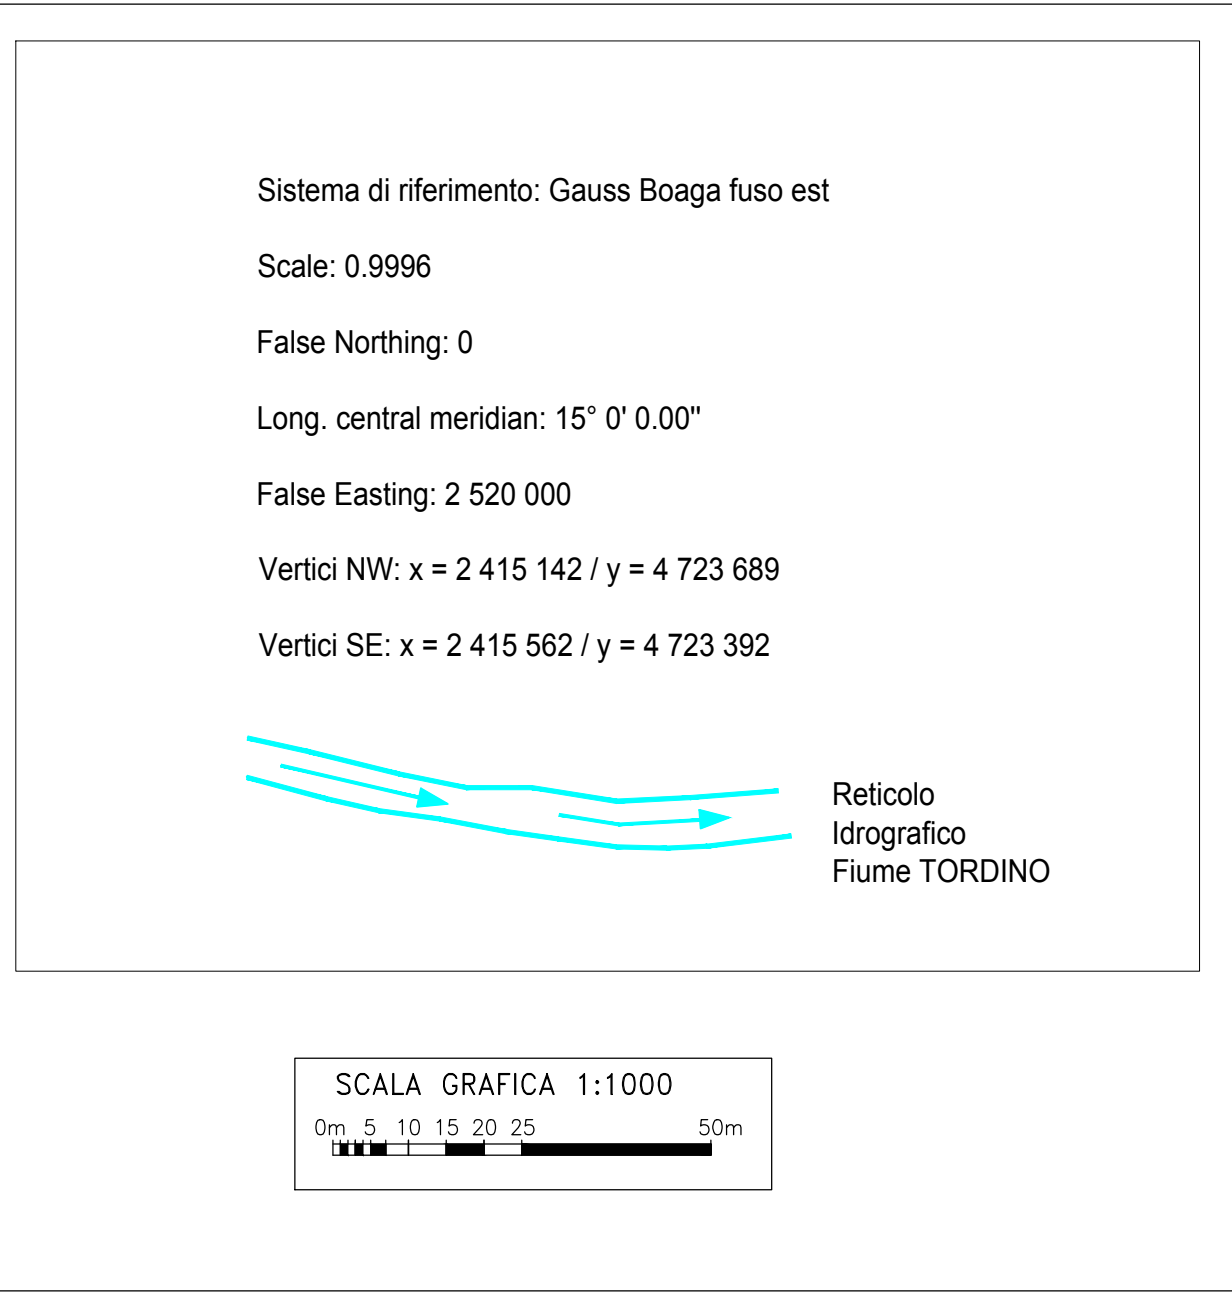 Sistema di riferimento: Gauss Boaga fuso est
Scale: 0.9996
False Northing: 0
Long. central meridian: 15° 0' 0.00"
False Easting: 2 520 000
Vertici NW: x = 2 415 142 / y = 4 723 689
Vertici SE: x = 2 415 562 / y = 4 723 392
Reticolo
Idrografico
Fiume TORDINO
SCALA GRAFICA 1:1000
0m 5 10 15 20 25 50m